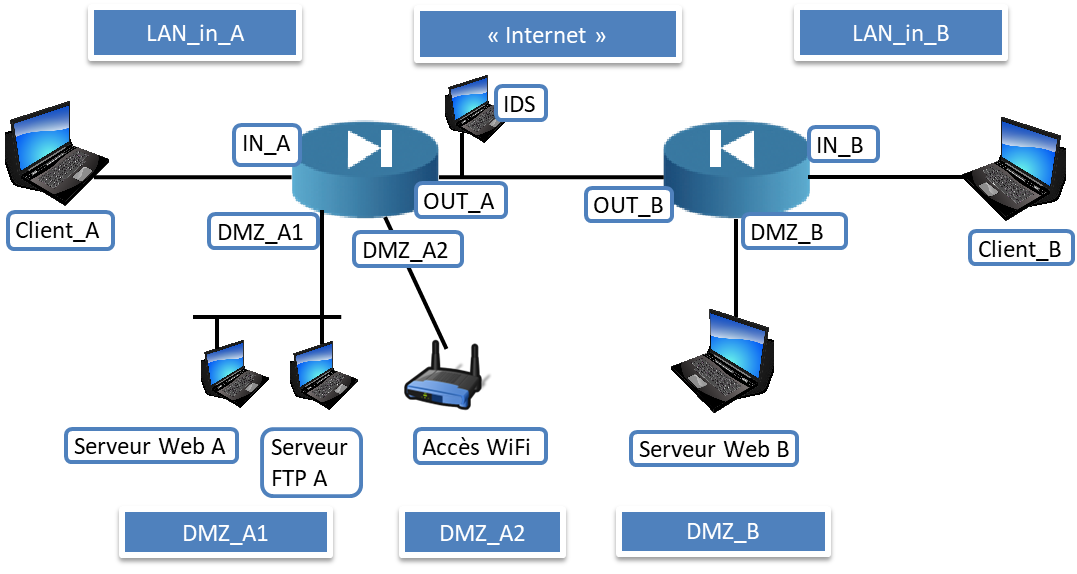 LAN_in_A
« Internet »
LAN_in_B
IDS
IN_A
IN_B
OUT_A
OUT_B
Client_A
DMZ_A1
DMZ_A2
DMZ_B
Client_B
Serveur Web A
Serveur
FTP A
Accès WiFi
Serveur Web B
DMZ_A1
DMZ_A2
DMZ_B